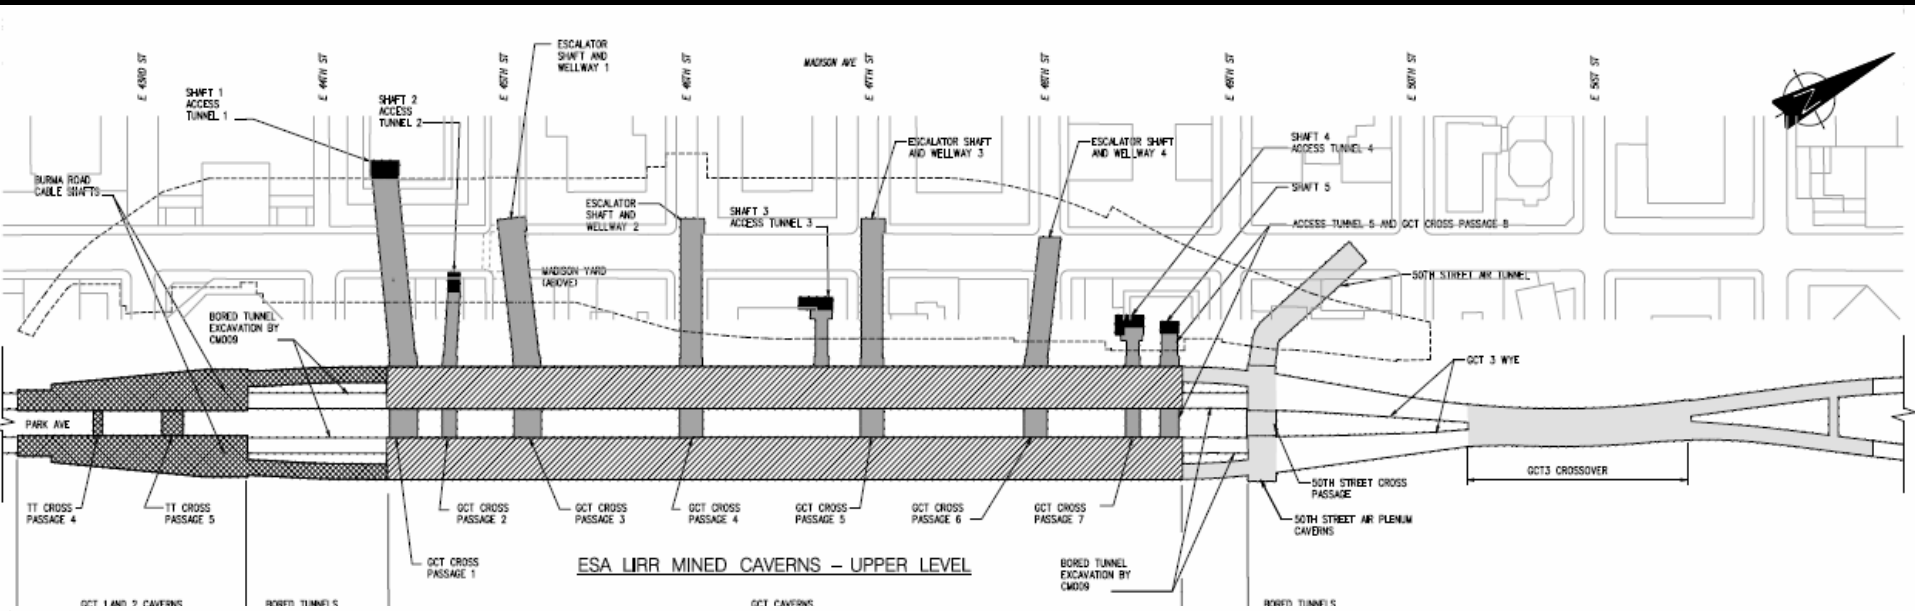 E 43RD ST
E 44TH ST
E 45TH ST
E 46TH ST
MADISON AVE
E 47TH ST
E 48TH ST
E 49TH ST
E 50TH ST
E 51ST ST
Z
ESCALATOR
SHAFT AND
WELLWAY 1
SHAFT 1
ACCESS
TUNNEL 1
SHAFT 2
ACCESS
TUNNEL 2
ESCALATOR SHAFT
AND WELLWAY 3
ESCALATOR SHAFT
AND WELLWAY 4
SHAFT 4
ACCESS TUNNEL 4
BURMA ROAD
CABLE SHAFTS
SHAFT 5
ESCALATOR
SHAFT AND
WELLWAY 2
SHAFT 3
ACCESS TUNNEL 3
ACCESS TUNNEL 5 AND GCT CROSS PASSAGE 8
MADISON YARD
(ABOVE)
50TH STREET AIR TUNNEL
BORED TUNNEL
EXCAVATION BY
CM009
GCT 3 WYE
PARK AVE
GCT3 CROSSOVER
50TH STREET CROSS
PASSAGE
TT CROSS
PASSAGE 4
TT CROSS
PASSAGE 5
GCT CROSS
PASSAGE 2
GCT CROSS
PASSAGE 3
GCT CROSS
PASSAGE 4
GCT CROSS
PASSAGE 5
GCT CROSS
PASSAGE 6
GCT CROSS
PASSAGE 7
50TH STREET AIR PLENUM
CAVERNS
GCT CROSS
PASSAGE 1
ESA LIRR MINED CAVERNS – UPPER LEVEL
BORED TUNNEL
EXCAVATION BY
CM009
GCT 1 AND 2 CAVERNS
BORED TUNNELS
GCT CAVERNS
BORED TUNNELS